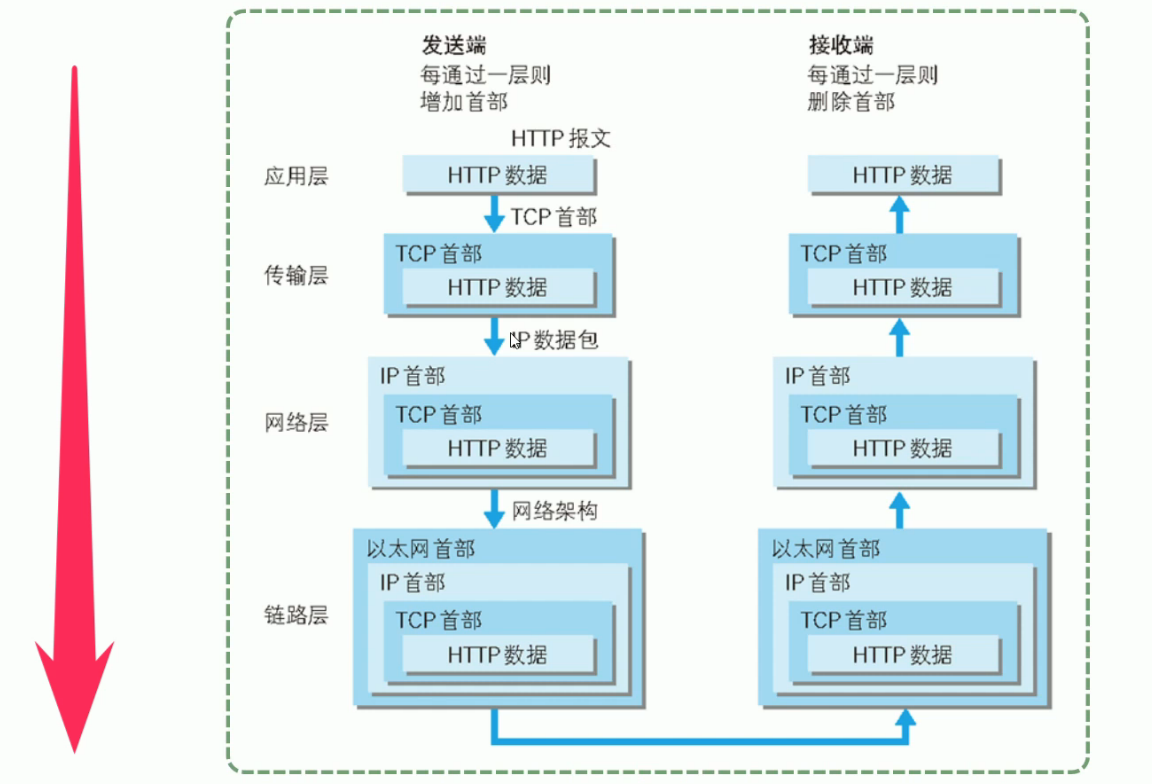 发送端
每通过一层则
增加首部
接收端
每通过一层则
删除首部
HTTP 报文
应用层
HTTP 数据
HTTP 数据
TCP 首部
传输层
TCP 首部
HTTP 数据
TCP 首部
HTTP 数据
IP 数据包
网络层
IP 首部
TCP 首部
HTTP 数据
IP 首部
TCP 首部
HTTP 数据
网络架构
链路层
以太网首部
IP 首部
TCP 首部
HTTP 数据
以太网首部
IP 首部
TCP 首部
HTTP 数据